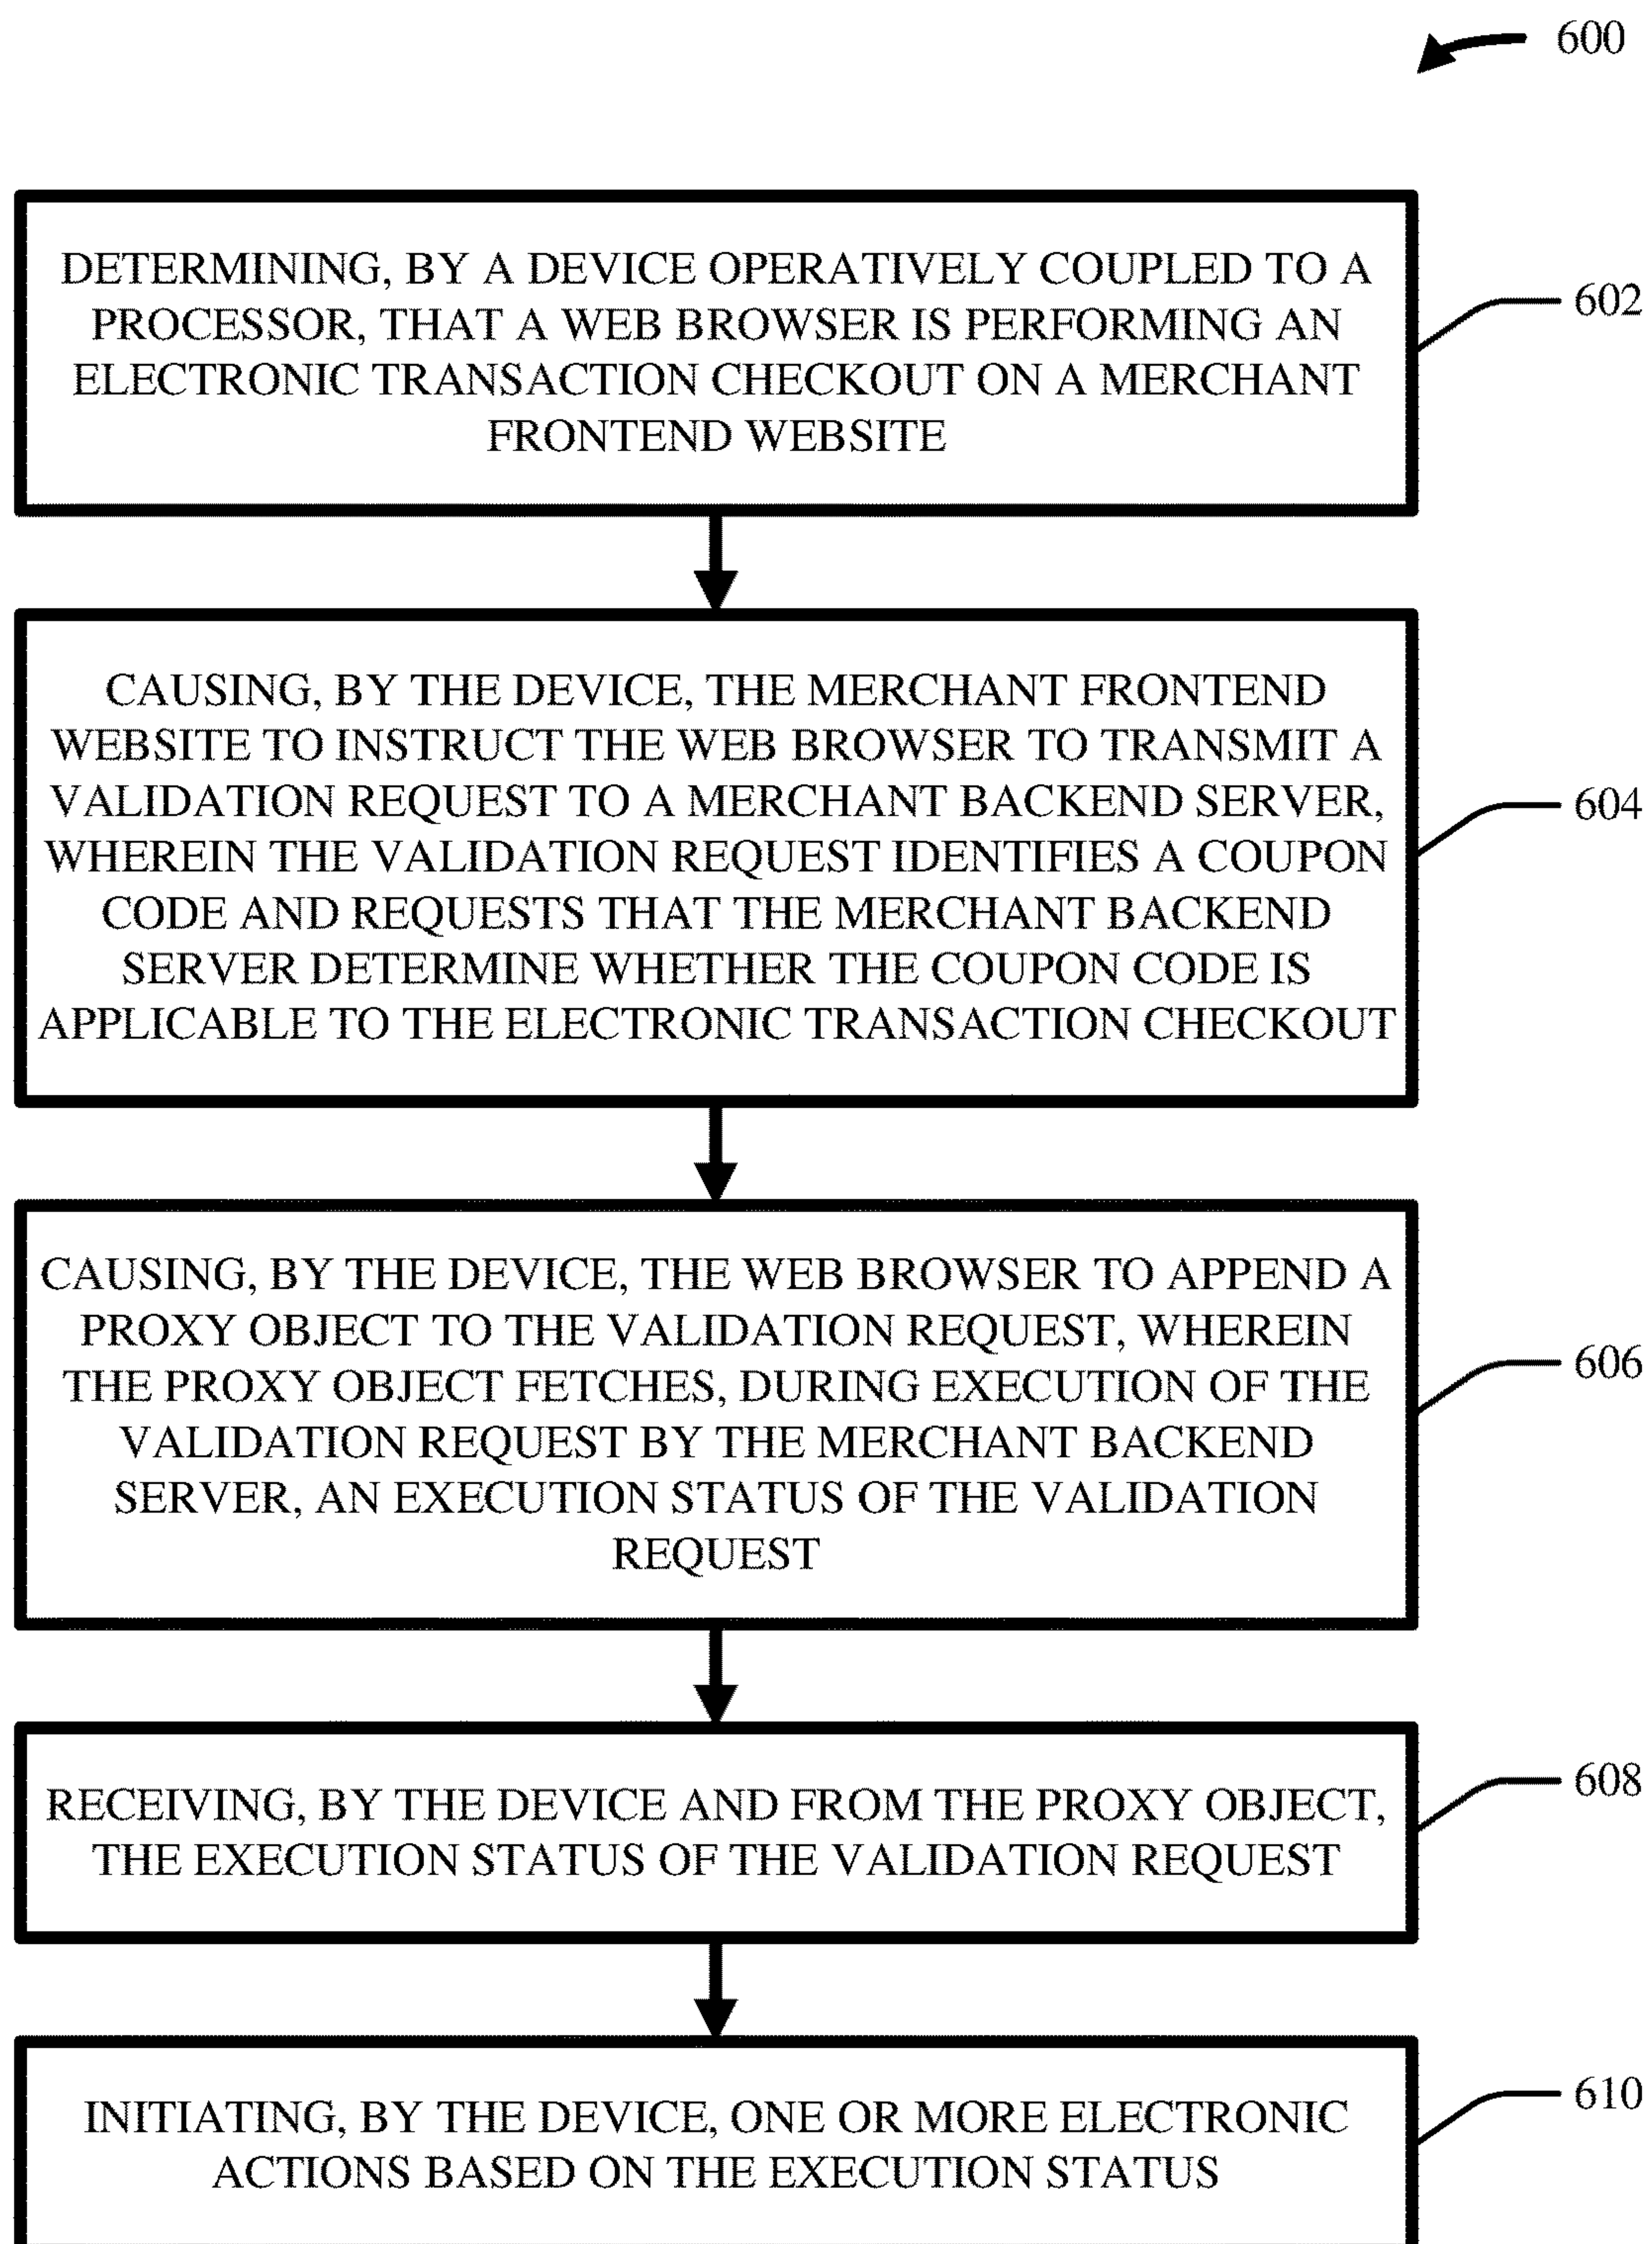 600
DETERMINING, BY A DEVICE OPERATIVELY COUPLED TO A
PROCESSOR, THAT A WEB BROWSER IS PERFORMING AN
ELECTRONIC TRANSACTION CHECKOUT ON A MERCHANT
FRONTEND WEBSITE
602
CAUSING, BY THE DEVICE, THE MERCHANT FRONTEND
WEBSITE TO INSTRUCT THE WEB BROWSER TO TRANSMIT A
VALIDATION REQUEST TO A MERCHANT BACKEND SERVER,
WHEREIN THE VALIDATION REQUEST IDENTIFIES A COUPON
CODE AND REQUESTS THAT THE MERCHANT BACKEND
SERVER DETERMINE WHETHER THE COUPON CODE IS
APPLICABLE TO THE ELECTRONIC TRANSACTION CHECKOUT
604
CAUSING, BY THE DEVICE, THE WEB BROWSER TO APPEND A
PROXY OBJECT TO THE VALIDATION REQUEST, WHEREIN
THE PROXY OBJECT FETCHES, DURING EXECUTION OF THE
VALIDATION REQUEST BY THE MERCHANT BACKEND
SERVER, AN EXECUTION STATUS OF THE VALIDATION
REQUEST
606
RECEIVING, BY THE DEVICE AND FROM THE PROXY OBJECT,
THE EXECUTION STATUS OF THE VALIDATION REQUEST
608
INITIATING, BY THE DEVICE, ONE OR MORE ELECTRONIC
ACTIONS BASED ON THE EXECUTION STATUS
610